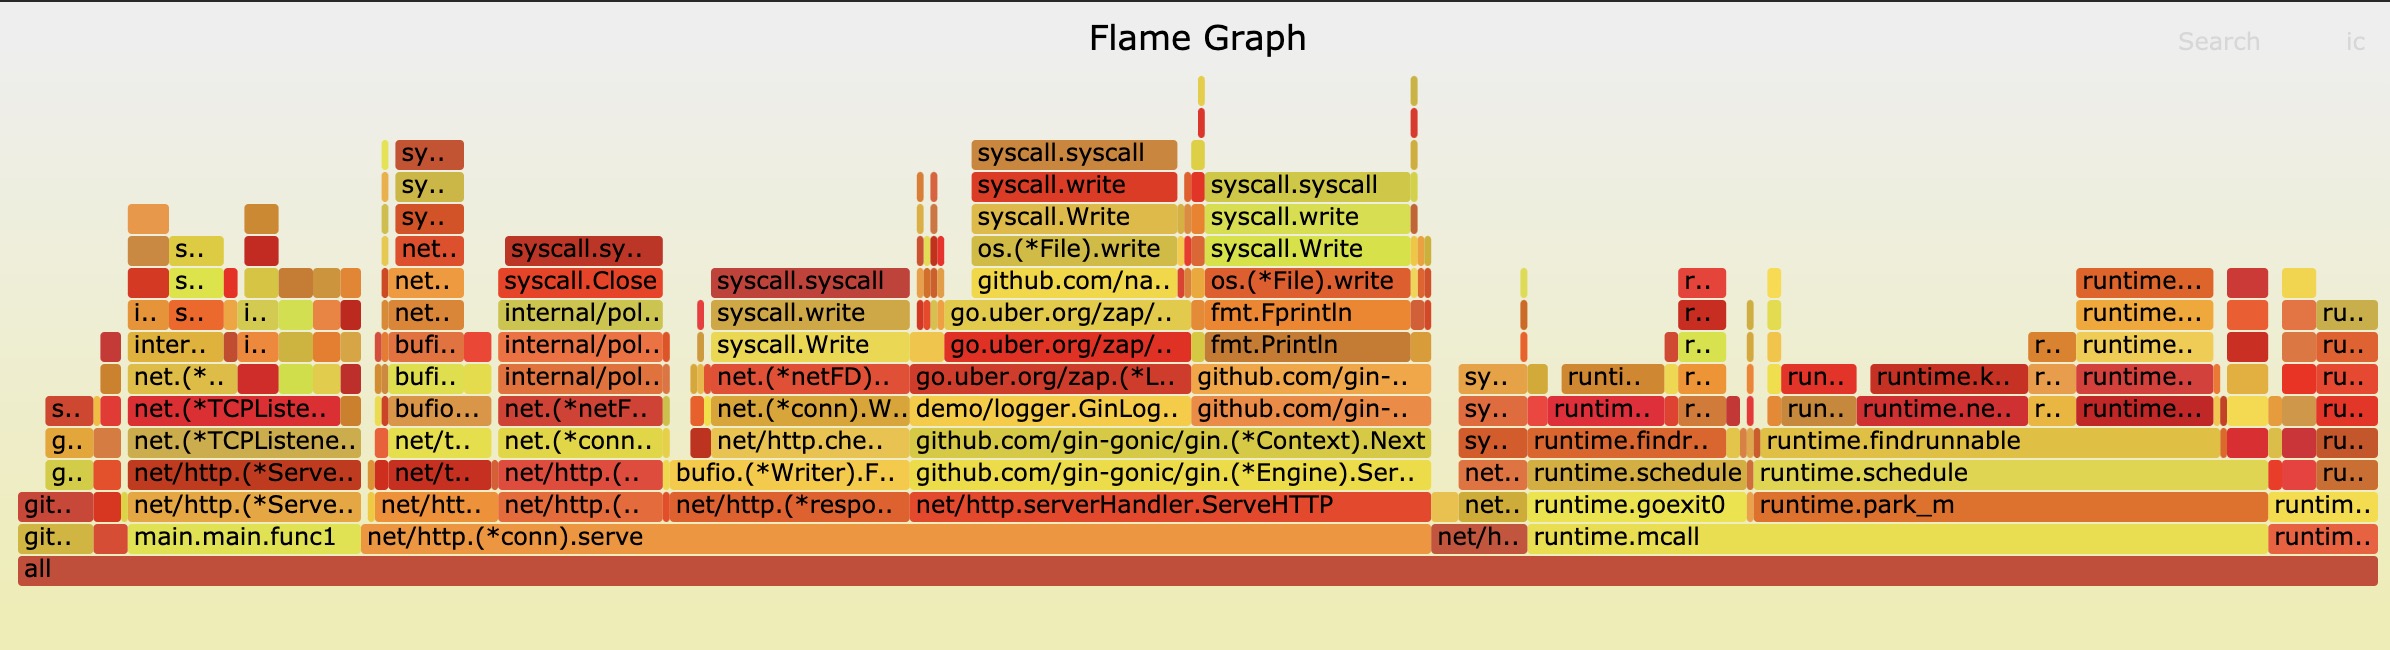 Flame Graph
Search ic
sy.. syscall.syscall
sy.. syscall.write syscall.syscall
sy.. syscall.Write syscall.write
s.. net.. syscall.sy.. os.(*File).write syscall.Write
s.. net.. syscall.Close syscall.syscall github.com/na.. os.(*File).write r.. runtime...
i.. s.. i.. net.. internal/pol.. syscall.write go.uber.org/zap/.. fmt.Fprintln r.. runtime... ru..
inter.. i.. bufi.. internal/pol.. syscall.Write go.uber.org/zap/.. fmt.Println r.. r.. runtime... ru..
net.(*.. bufi.. internal/pol.. net.(*netFD).. go.uber.org/zap.(*L.. github.com/gin-.. sy.. runti.. r.. run.. runtime.k.. r.. runtime... ru..
s.. net.(*TCPListe.. bufio... net.(*netF.. net.(*conn).W.. demo/logger.GinLog.. github.com/gin-.. sy.. runtim.. r.. run.. runtime.ne.. r.. runtime... ru..
g.. net.(*TCPListene.. net/t.. net.(*conn.. net/http.che.. github.com/gin-gonic/gin.(*Context).Next sy.. runtime.findr.. runtime.findrunnable ru..
g.. net/http.(*Serve.. net/t.. net/http.(.. bufio.(*Writer).F.. github.com/gin-gonic/gin.(*Engine).Ser.. net.. runtime.schedule runtime.schedule ru..
git.. net/http.(*Serve.. net/htt.. net/http.(.. net/http.(*respo.. net/http.serverHandler.ServeHTTP net.. runtime.goexit0 runtime.park_m runtim..
git.. main.main.func1 net/http.(*conn).serve net/h.. runtime.mcall runtim..
all